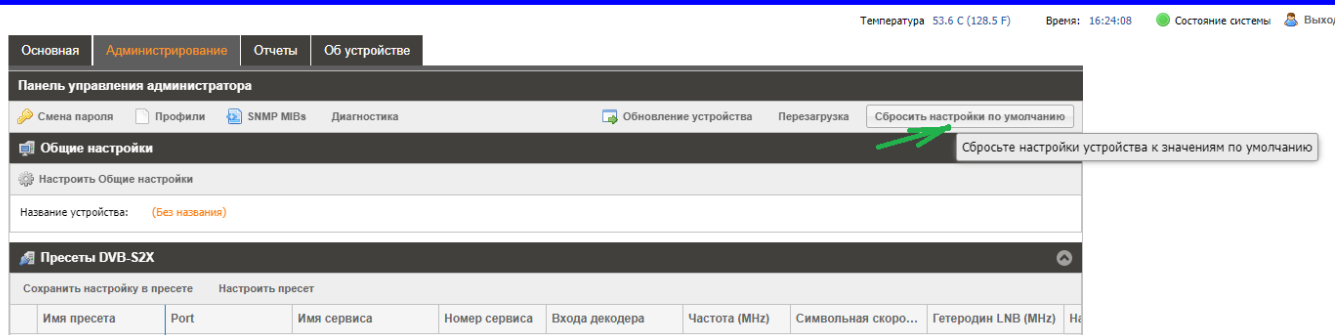 Температура 53.6 C (128.5 F) Время: 16:24:08 Состояние системы Выход
Основная Администрирование Отчеты Об устройстве
Панель управления администратора
Смена пароля Профили SNMP MIBs Диагностика Обновление устройства Перезагрузка Сбросить настройки по умолчанию
Общие настройки
Сбросьте настройки устройства к значениям по умолчанию
Настроить Общие настройки
Название устройства: (Без названия)
Пресеты DVB-S2X
Сохранить настройку в пресете Настроить пресет
Имя пресета Port Имя сервиса Номер сервиса Входа декодера Частота (MHz) Символьная скоро... Гетеродин LNB (MHz)